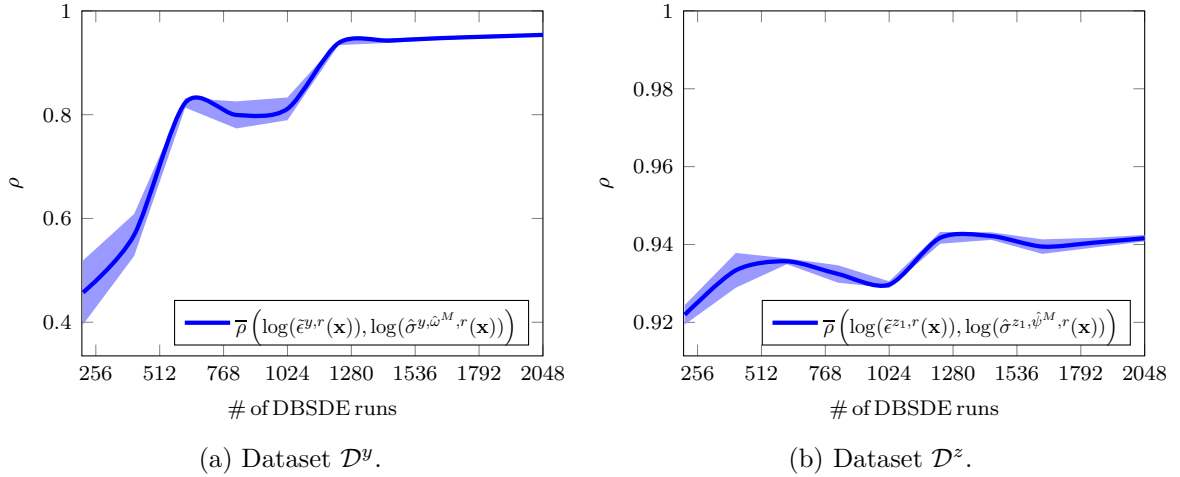 1
0.8
0.6
0.4
ρ
256 512 768 1024 1280 1536 1792 2048
# of DBSDE runs
ρ̅ (log(ϵ̃^{y,r}(𝐱)), log(σ̂^{y,ω̂^M,r}(𝐱)))
(a) Dataset 𝒟^y.
1
0.98
0.96
0.94
0.92
ρ
256 512 768 1024 1280 1536 1792 2048
# of DBSDE runs
ρ̅ (log(ϵ̃^{z_1,r}(𝐱)), log(σ̂^{z_1,ψ̂^M,r}(𝐱)))
(b) Dataset 𝒟^z.